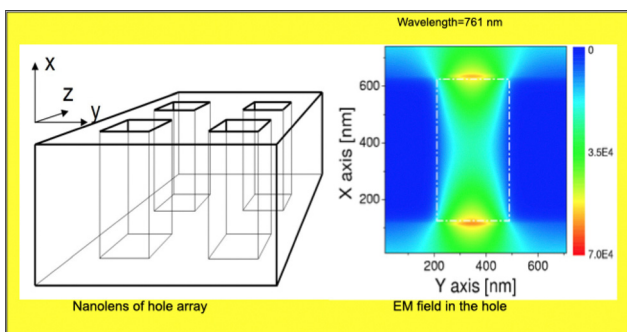 Wavelength=761 nm
X
Z
y
X axis [nm]
600
400
200
200 400 600
Y axis [nm]
0
3.5E4
7.0E4
Nanolens of hole array
EM field in the hole